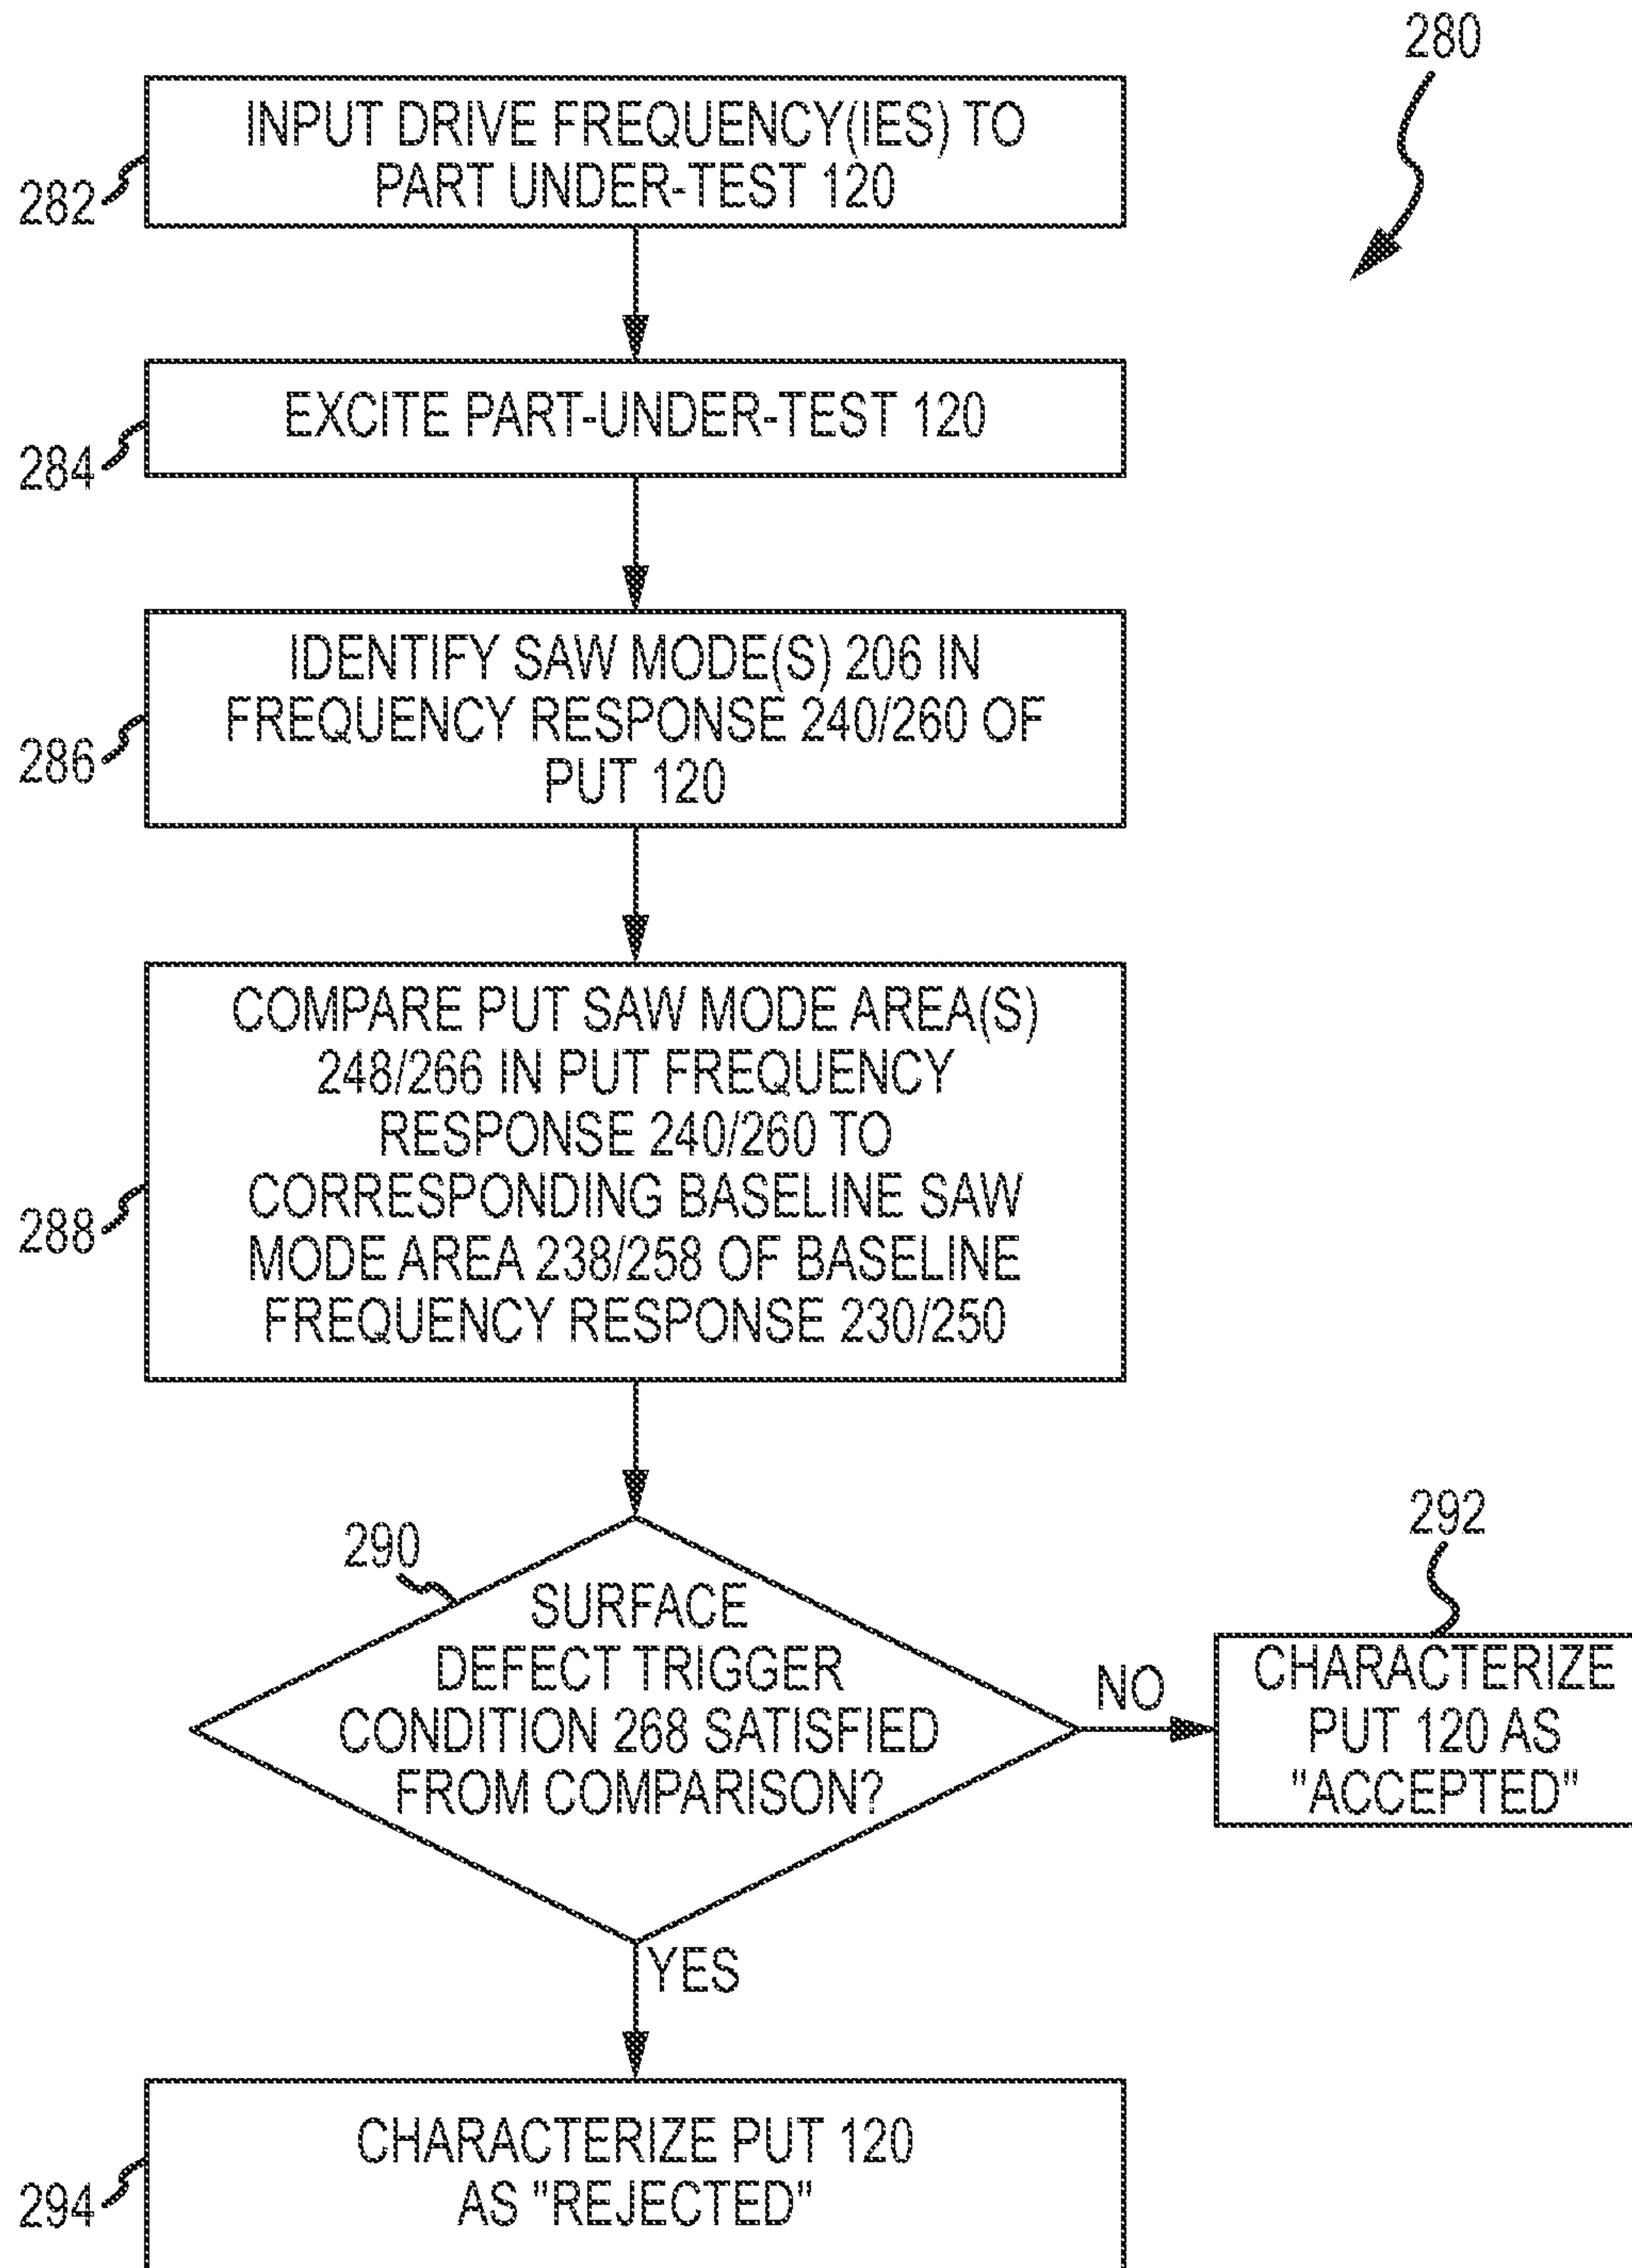 280
INPUT DRIVE FREQUENCY(IES) TO
PART UNDER-TEST 120
282
EXCITE PART-UNDER-TEST 120
284
IDENTIFY SAW MODE(S) 206 IN
FREQUENCY RESPONSE 240/260 OF
PUT 120
286
COMPARE PUT SAW MODE AREA(S)
248/266 IN PUT FREQUENCY
RESPONSE 240/260 TO
CORRESPONDING BASELINE SAW
MODE AREA 238/258 OF BASELINE
FREQUENCY RESPONSE 230/250
288
290
SURFACE
DEFECT TRIGGER
CONDITION 268 SATISFIED
FROM COMPARISON?
NO
292
CHARACTERIZE
PUT 120 AS
"ACCEPTED"
YES
CHARACTERIZE PUT 120
AS "REJECTED"
294